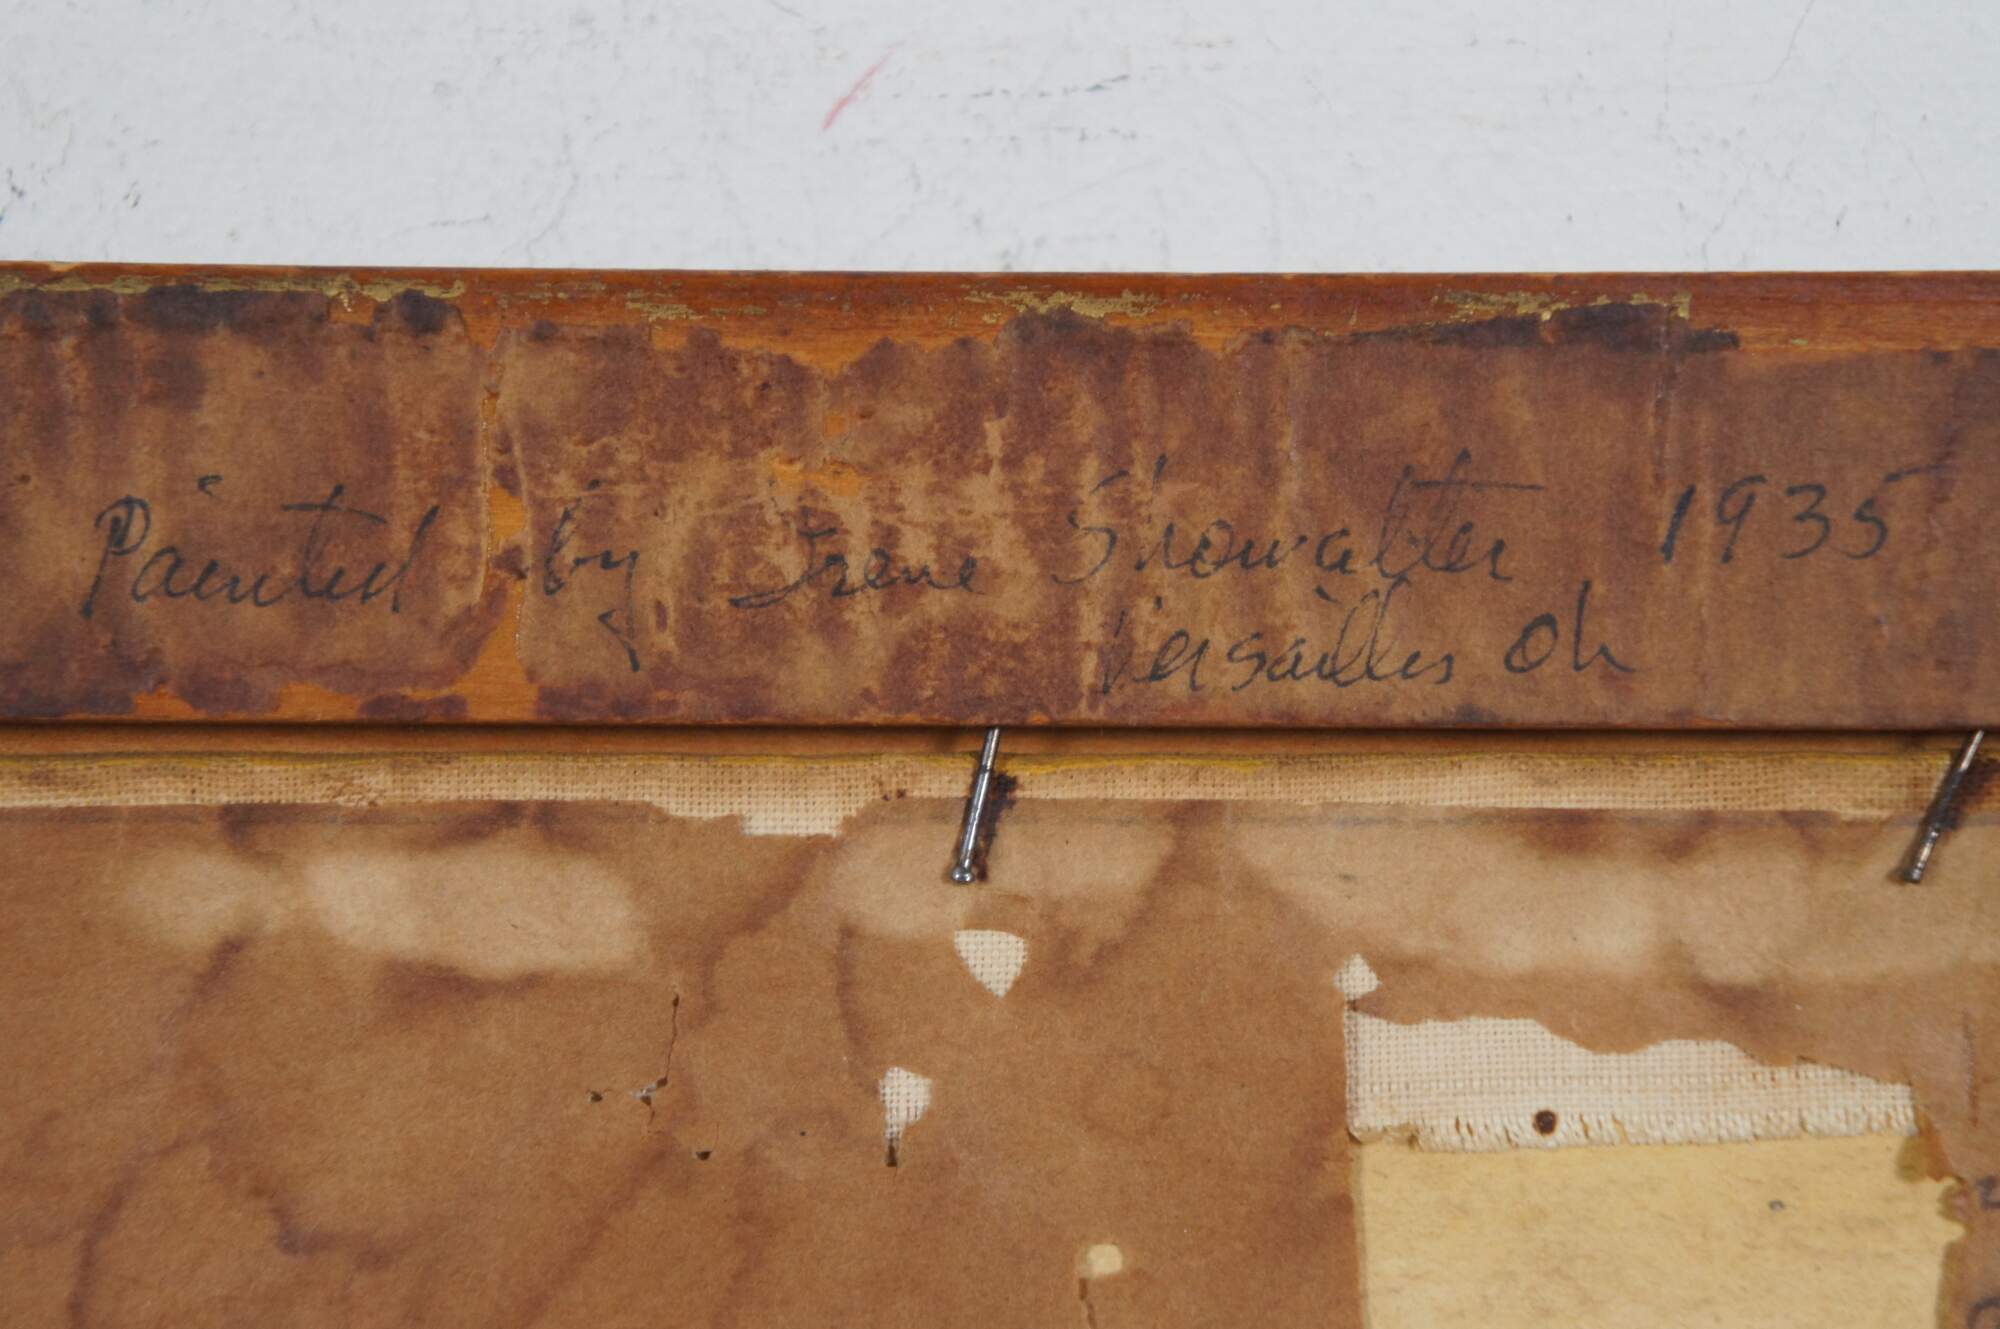 Painted by Irene Showalter 1935
Versailles Oh